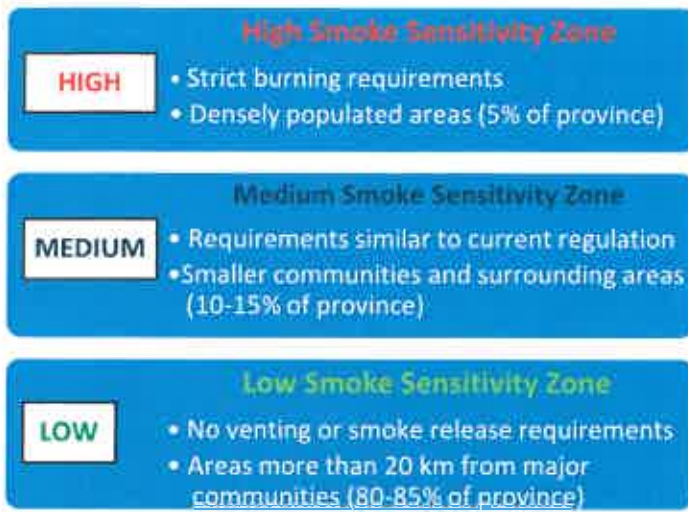 High Smoke Sensitivity Zone
HIGH
• Strict burning requirements
• Densely populated areas (5% of province)
Medium Smoke Sensitivity Zone
MEDIUM
• Requirements similar to current regulation
•Smaller communities and surrounding areas
(10-15% of province)
Low Smoke Sensitivity Zone
LOW
• No venting or smoke release requirements
• Areas more than 20 km from major
communities (80-85% of province)